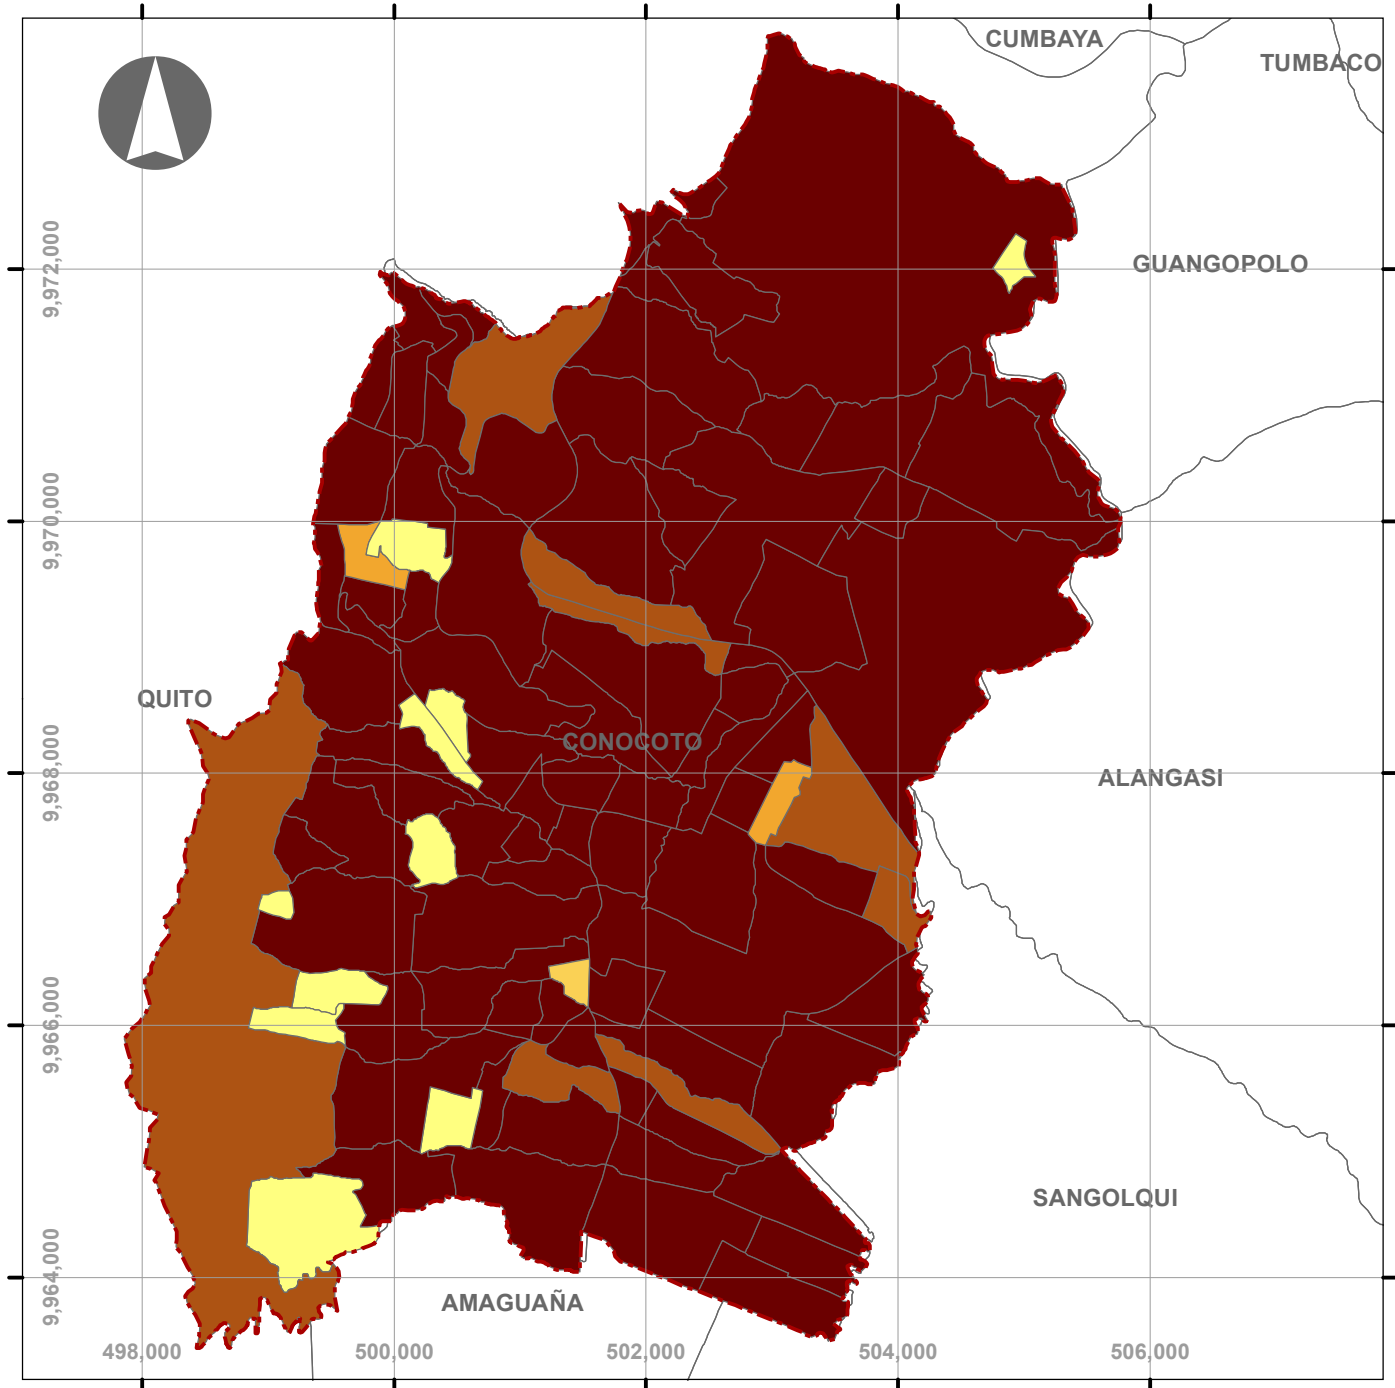 CUMBAYA
TUMBACO
9,972,000
GUANGOPOLO
9,970,000
QUITO
CONOCOTO
9,968,000
ALANGASI
9,966,000
SANGOLQUI
9,964,000
AMAGUAÑA
498,000 500,000 502,000 504,000 506,000